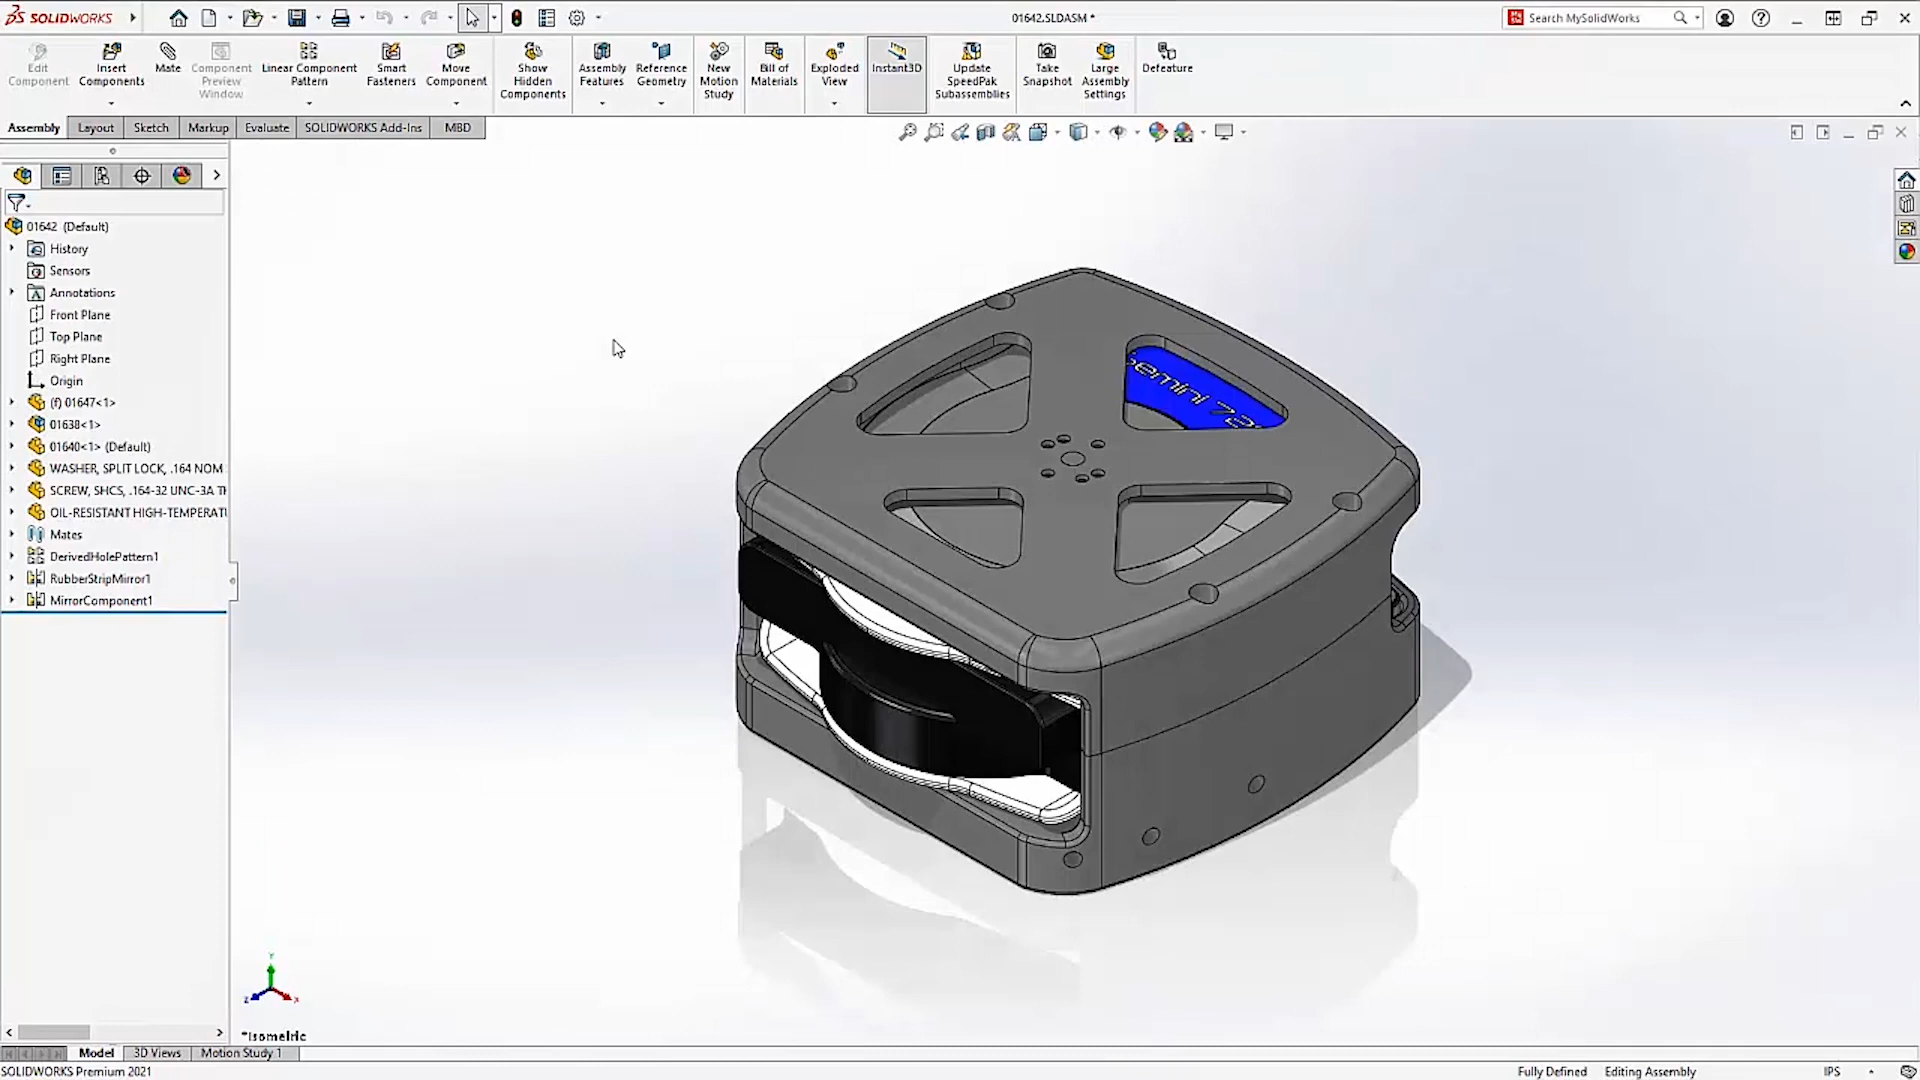 SOLIDWORKS
01642.SLDASM *
Search MySolidWorks
Edit Component
Insert Components
Mate
Component Preview Window
Linear Component Pattern
Smart Fasteners
Move Component
Show Hidden Components
Assembly Features
Reference Geometry
New Motion Study
Bill of Materials
Exploded View
Instant3D
Update SpeedPak Subassemblies
Take Snapshot
Large Assembly Settings
Defeature
Assembly Layout Sketch Markup Evaluate SOLIDWORKS Add-Ins MBD
01642 (Default)
History
Sensors
Annotations
Front Plane
Top Plane
Right Plane
Origin
(f) 01647<1>
01638<1>
01640<1> (Default)
WASHER, SPLIT LOCK, .164 NOM
SCREW, SHCS, .164-32 UNC-3A TH
OIL-RESISTANT HIGH-TEMPERATU
Mates
DerivedHolePattern1
RubberStripMirror1
MirrorComponent1
emini 72
Y
Z
X
*Isometric
Model 3D Views Motion Study 1
SOLIDWORKS Premium 2021
Fully Defined Editing Assembly IPS